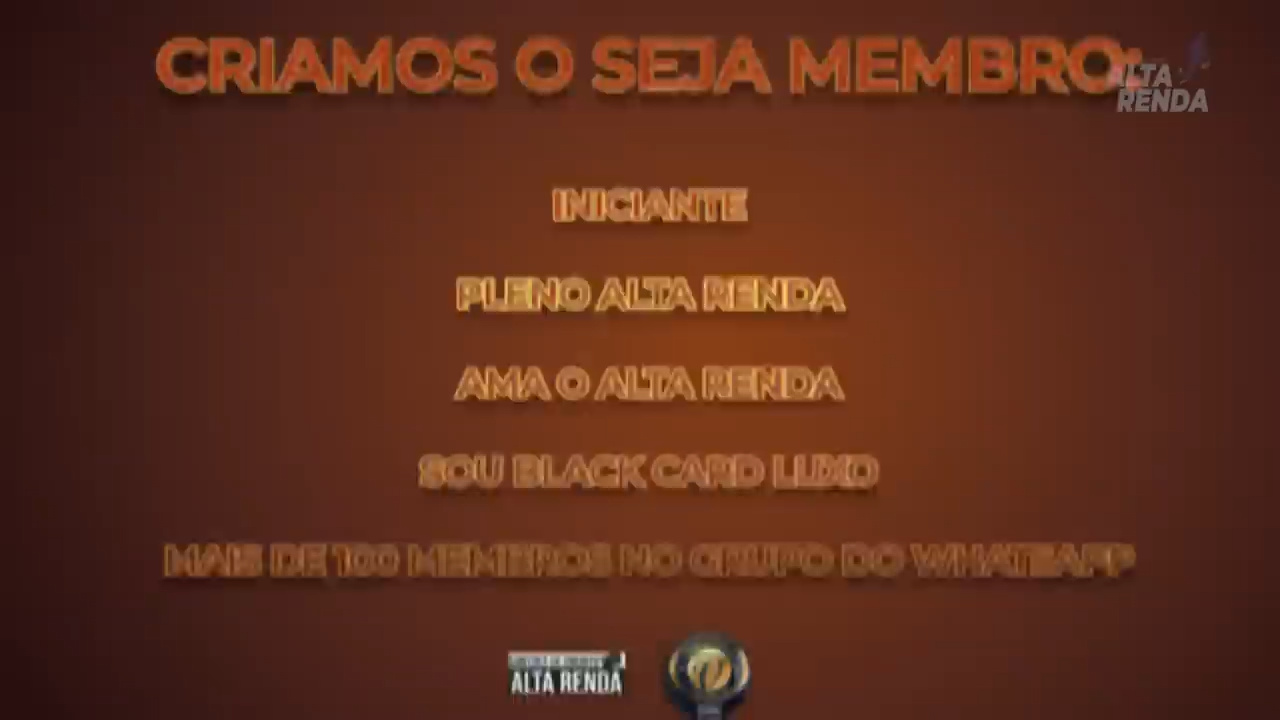 CRIAMOS O SEJA MEMBRO:
ALTA
RENDA
INICIANTE
PLENO ALTA RENDA
AMA O ALTA RENDA
SOU BLACK CARD LUXO
MAIS DE 100 MEMBROS NO GRUPO DO WHATSAPP
ALTA RENDA